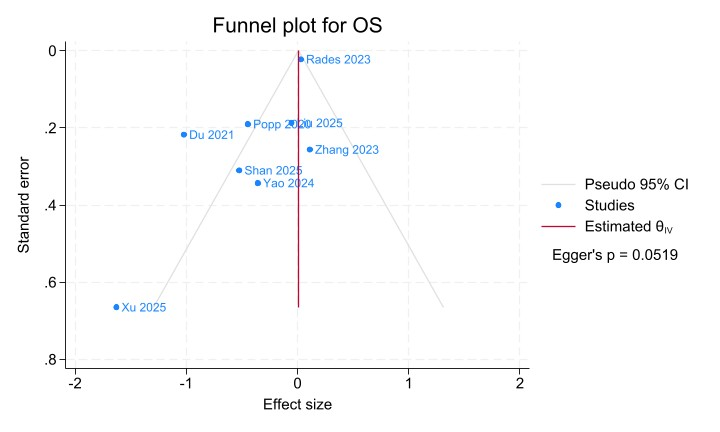 Funnel plot for OS
0
.2
.4
.6
.8
Standard error
Rades 2023
Popp 2020
2025
Du 2021
Zhang 2023
Shan 2025
Yao 2024
Xu 2025
-2
-1
0
1
2
Effect size
Pseudo 95% CI
Studies
Estimated θIV
Egger's p = 0.0519